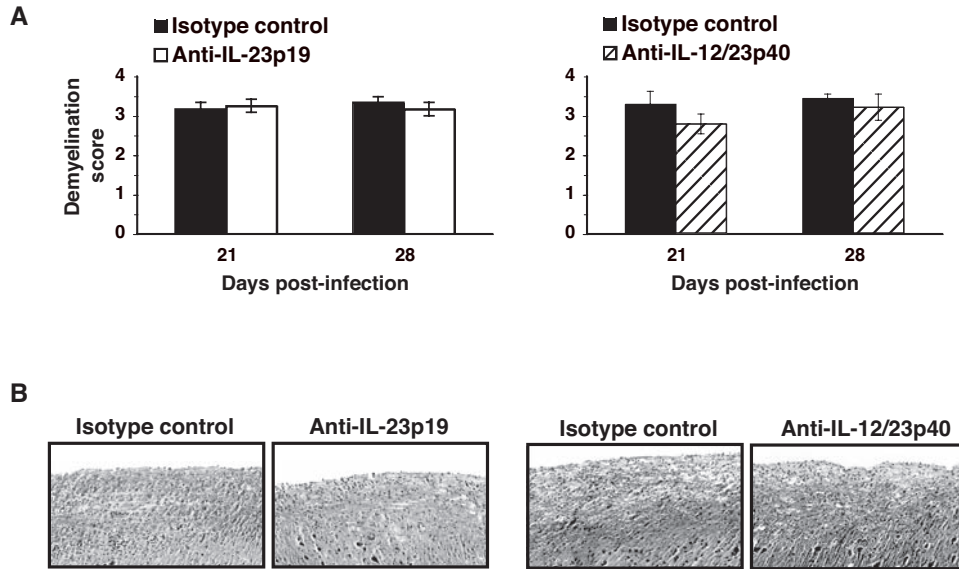 A
Isotype control
Anti-IL-23p19
Demyelination
score
4
3
2
1
0
21
28
Days post-infection
Isotype control
Anti-IL-12/23p40
4
3
2
1
0
21
28
Days post-infection
B
Isotype control
Anti-IL-23p19
Isotype control
Anti-IL-12/23p40